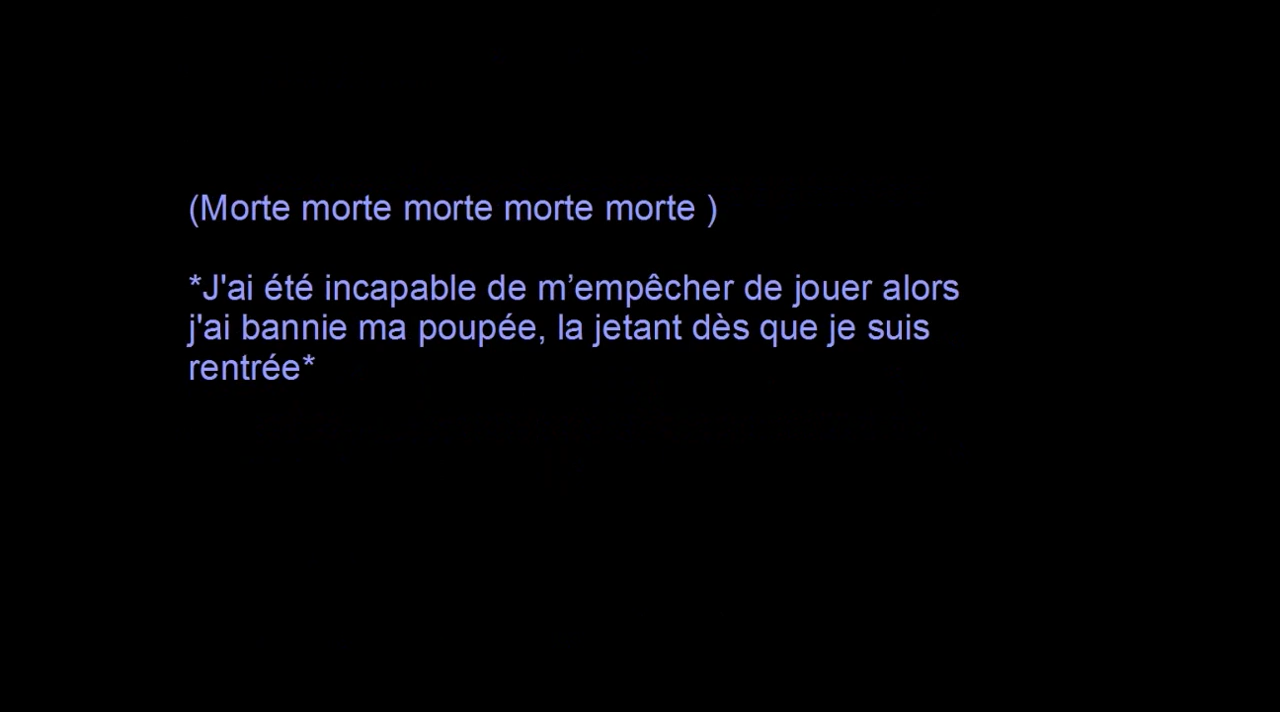 (Morte morte morte morte morte )
*J'ai été incapable de m’empêcher de jouer alors
j'ai bannie ma poupée, la jetant dès que je suis
rentrée*